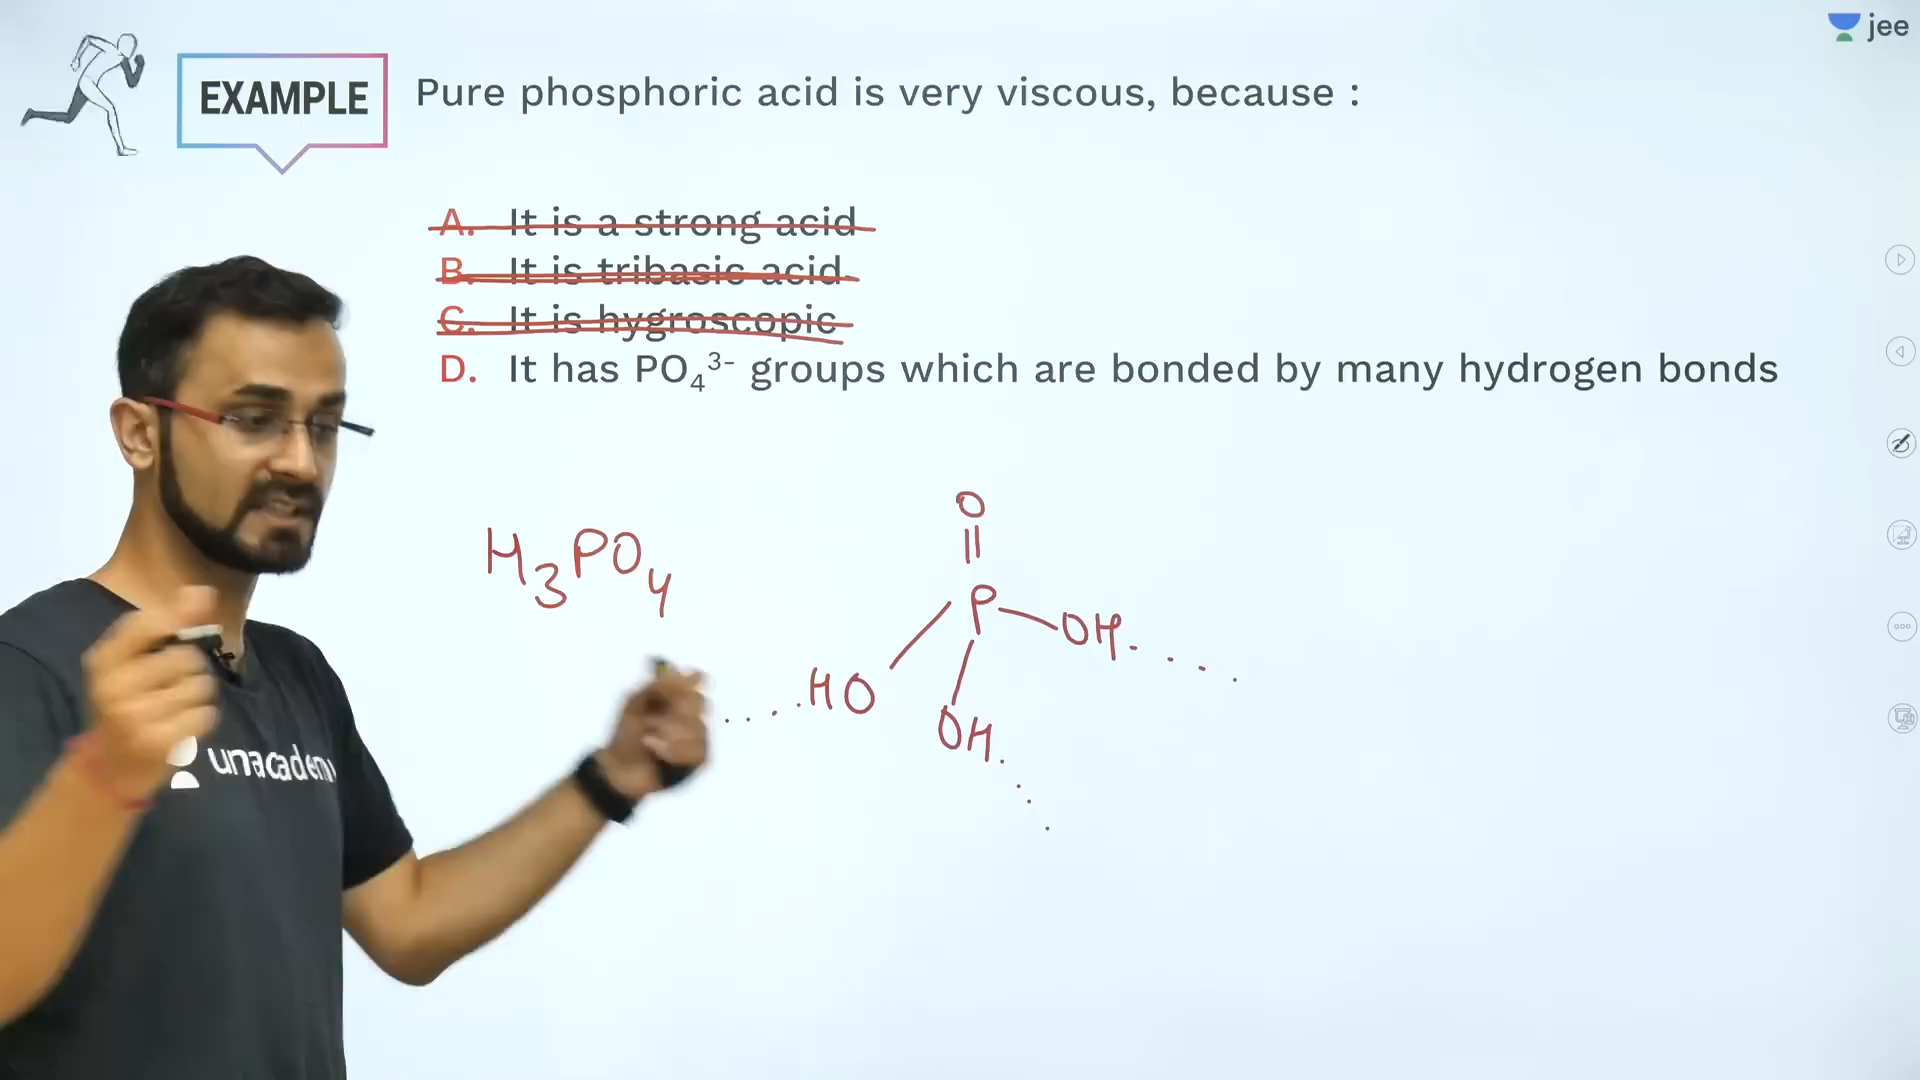 jee
EXAMPLE
Pure phosphoric acid is very viscous, because :
A. It is a strong acid
B. It is tribasic acid
C. It is hygroscopic
D. It has PO₄³⁻ groups which are bonded by many hydrogen bonds
O
H₃PO₄
P
OH....
....HO
OH....
unacademy